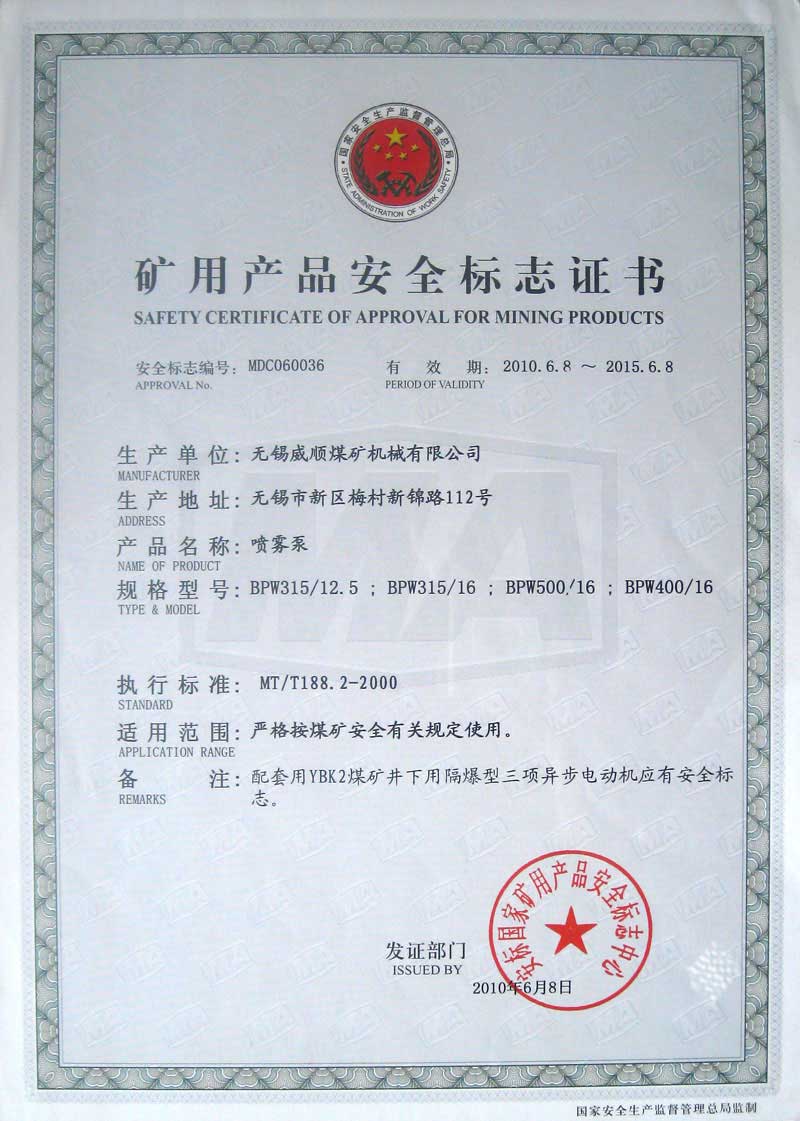 国家安全生产监督管理总局
STATE ADMINISTRATION OF WORK SAFETY
矿用产品安全标志证书
SAFETY CERTIFICATE OF APPROVAL FOR MINING PRODUCTS
安全标志编号: MDC060036 有效期: 2010.6.8 ~ 2015.6.8
APPROVAL No. PERIOD OF VALIDITY
生产单位: 无锡威顺煤矿机械有限公司
MANUFACTURER
生产地址: 无锡市新区梅村新锦路112号
ADDRESS
产品名称: 喷雾泵
NAME OF PRODUCT
规格型号: BPW315/12.5 ; BPW315/16 ; BPW500/16 ; BPW400/16
TYPE & MODEL
MA
执行标准: MT/T188.2-2000
STANDARD
适用范围: 严格按煤矿安全有关规定使用。
APPLICATION RANGE
备注: 配套用YBK2煤矿井下用隔爆型三项异步电动机应有安全标
REMARKS
志。
安标国家矿用产品安全标志中心
发证部门
ISSUED BY
2010年6月8日
国家安全生产监督管理总局监制